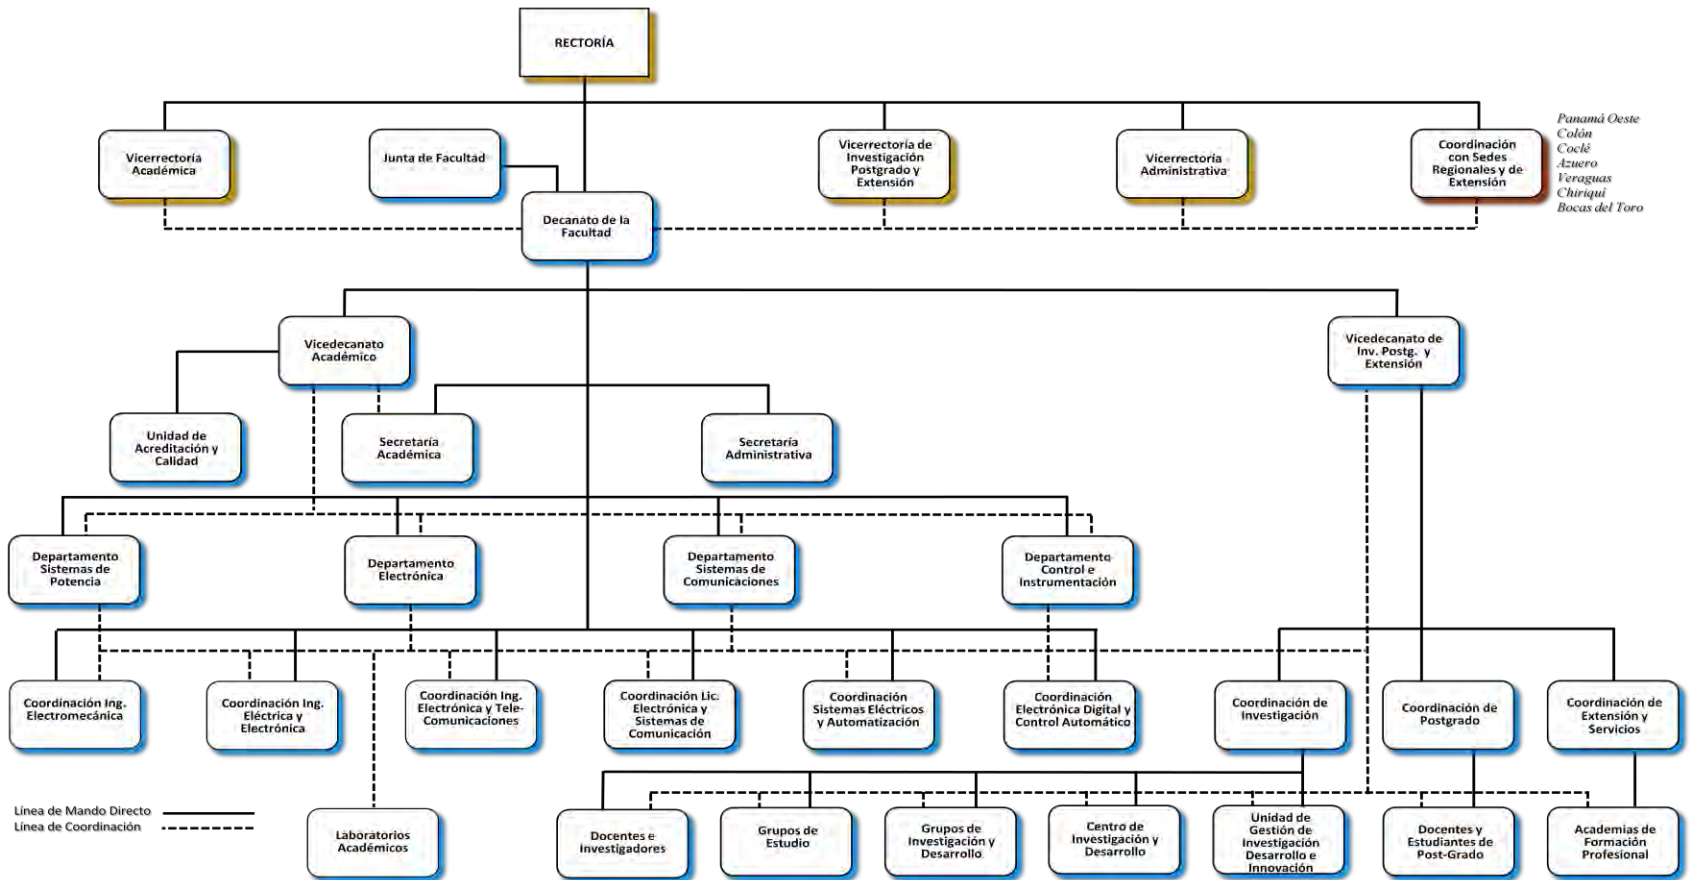 RECTORÍA
Vicerrectoría
Académica
Junta de Facultad
Vicerrectoría de
Investigación
Postgrado y
Extensión
Vicerrectoría
Administrativa
Coordinación
con Sedes
Regionales y de
Extensión
Panamá Oeste
Colón
Coclé
Azuero
Veraguas
Chiriquí
Bocas del Toro
Decanato de la
Facultad
Vicedecanato
Académico
Vicedecanato de
Inv. Postg. y
Extensión
Unidad de
Acreditación y
Calidad
Secretaría
Académica
Secretaría
Administrativa
Departamento
Sistemas de
Potencia
Departamento
Electrónica
Departamento
Sistemas de
Comunicaciones
Departamento
Control e
Instrumentación
Coordinación Ing.
Electromecánica
Coordinación Ing.
Eléctrica y
Electrónica
Coordinación Ing.
Electrónica y Tele-
Comunicaciones
Coordinación Lic.
Electrónica y
Sistemas de
Comunicación
Coordinación
Sistemas Eléctricos
y Automatización
Coordinación
Electrónica Digital y
Control Automático
Coordinación de
Investigación
Coordinación de
Postgrado
Coordinación de
Extensión y
Servicios
Línea de Mando Directo
Línea de Coordinación
Laboratorios
Académicos
Docentes e
Investigadores
Grupos de
Estudio
Grupos de
Investigación y
Desarrollo
Centro de
Investigación y
Desarrollo
Unidad de
Gestión de
Investigación
Desarrollo e
Innovación
Docentes y
Estudiantes de
Post-Grado
Academias de
Formación
Profesional